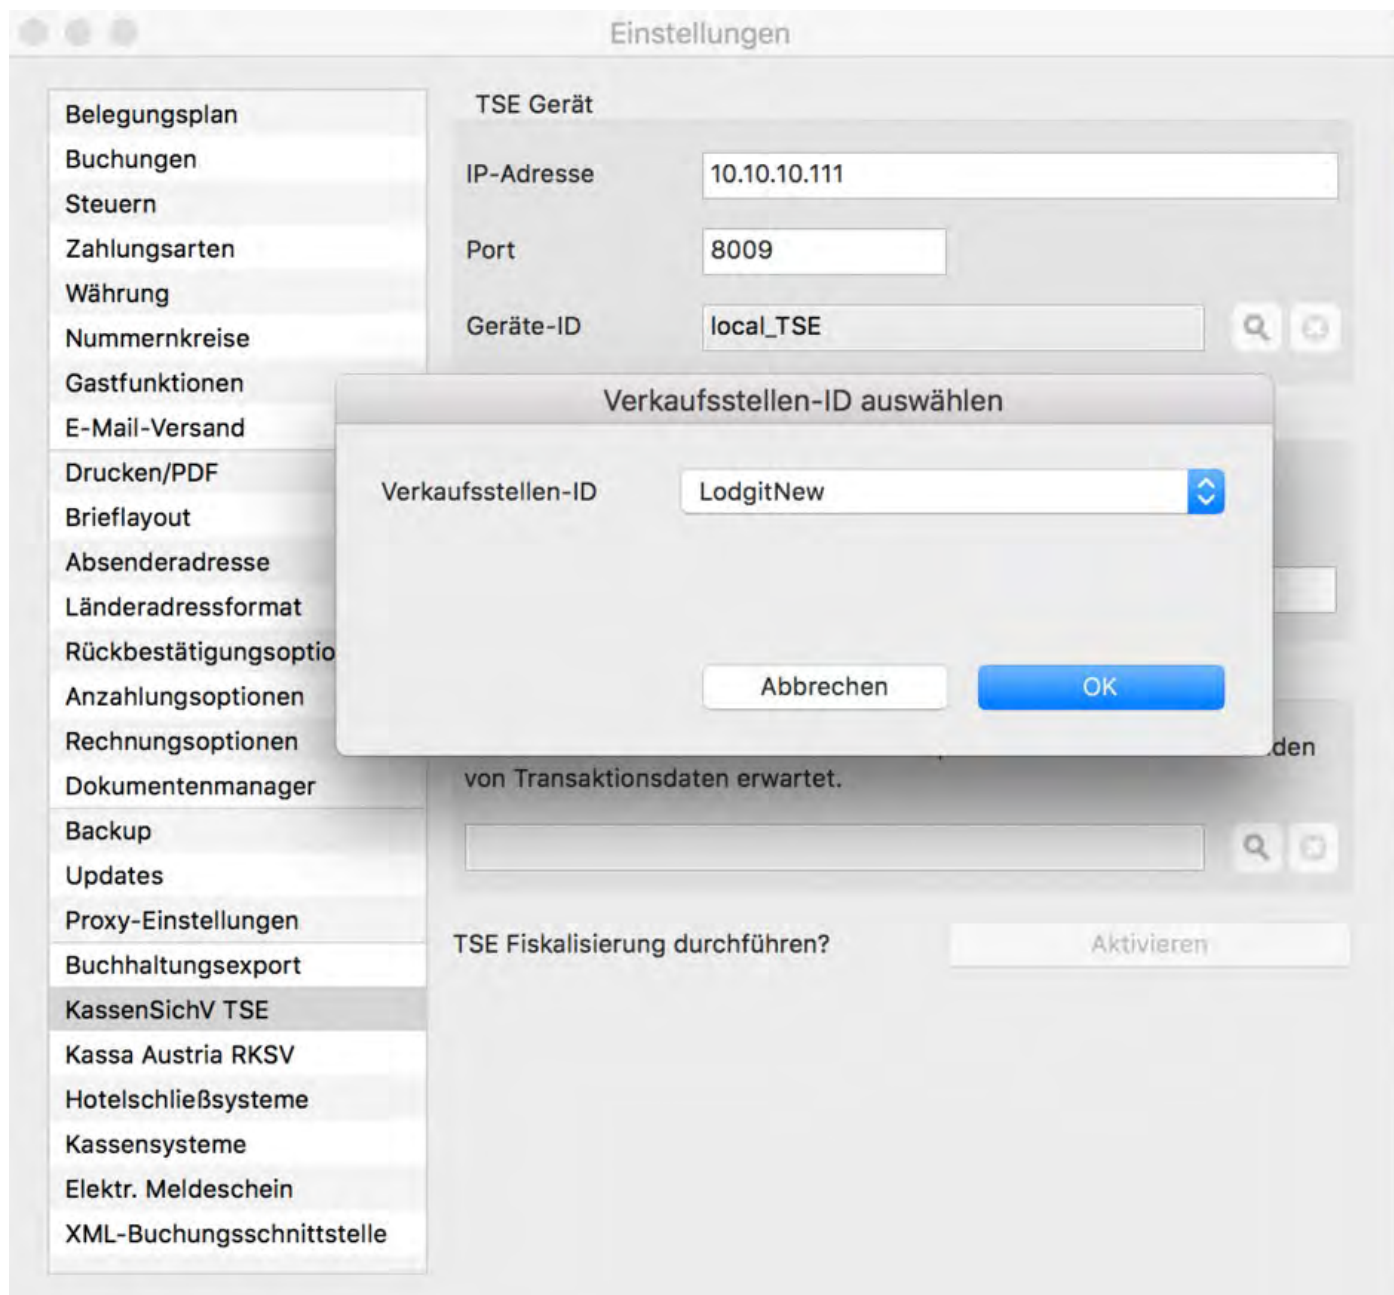 Einstellungen
Belegungsplan
Buchungen
Steuern
Zahlungsarten
Währung
Nummernkreise
Gastfunktionen
E-Mail-Versand
Drucken/PDF
Brieflayout
Absenderadresse
Länderadressformat
Rückbestätigungsoptio
Anzahlungsoptionen
Rechnungsoptionen
Dokumentenmanager
Backup
Updates
Proxy-Einstellungen
Buchhaltungsexport
KassenSichV TSE
Kassa Austria RKSV
Hotelschließsysteme
Kassensysteme
Elektr. Meldeschein
XML-Buchungsschnittstelle
TSE Gerät
IP-Adresse 10.10.10.111
Port 8009
Geräte-ID local_TSE
Verkaufsstellen-ID auswählen
Verkaufsstellen-ID LodgitNew
Abbrechen OK
den
von Transaktionsdaten erwartet.
TSE Fiskalisierung durchführen? Aktivieren